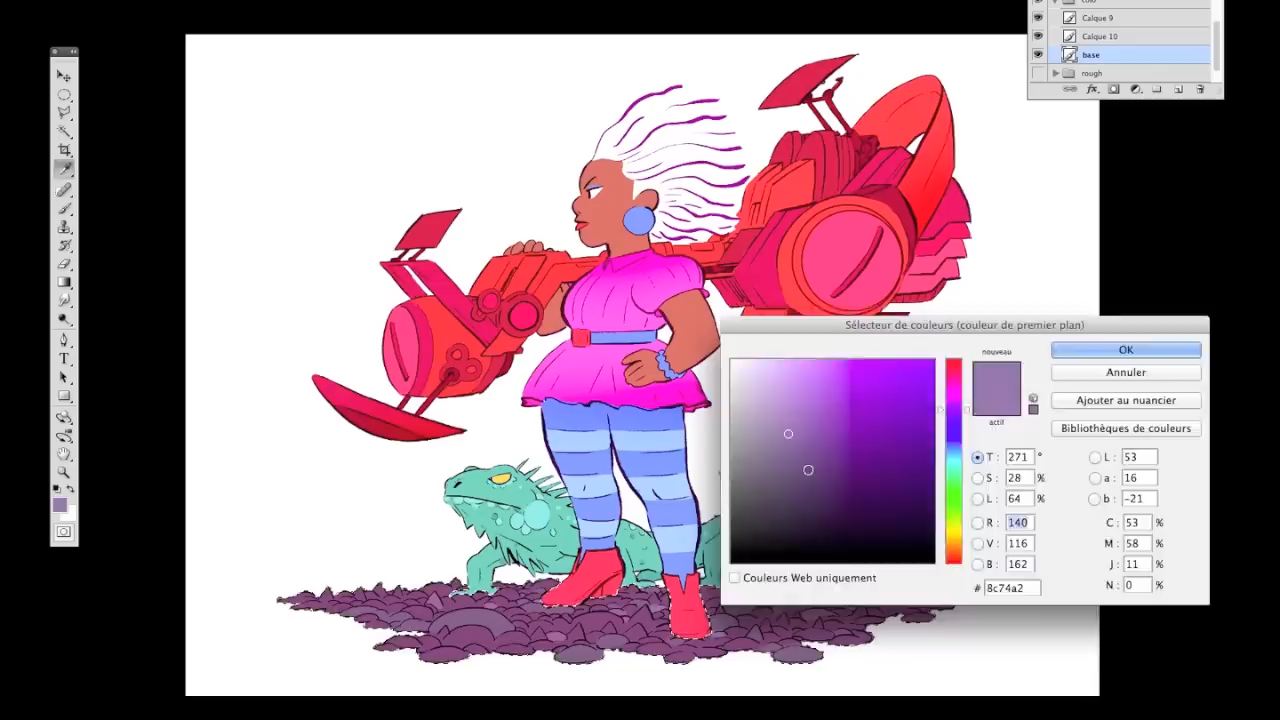 colo
Calque 9
Calque 10
base
rough
fx
Sélecteur de couleurs (couleur de premier plan)
nouveau
actif
OK
Annuler
Ajouter au nuancier
Bibliothèques de couleurs
T : 271 °
L : 53
S : 28 %
a : 16
L : 64 %
b : -21
R : 140
C : 53 %
V : 116
M : 58 %
B : 162
J : 11 %
# 8c74a2
N : 0 %
Couleurs Web uniquement
T